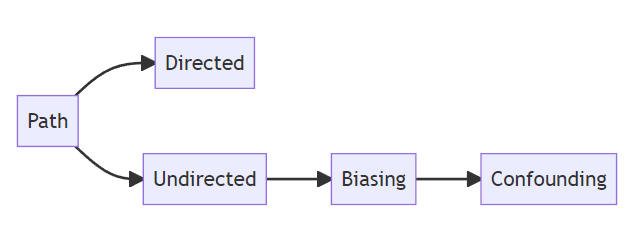 Directed
Path
Undirected
Biasing
Confounding